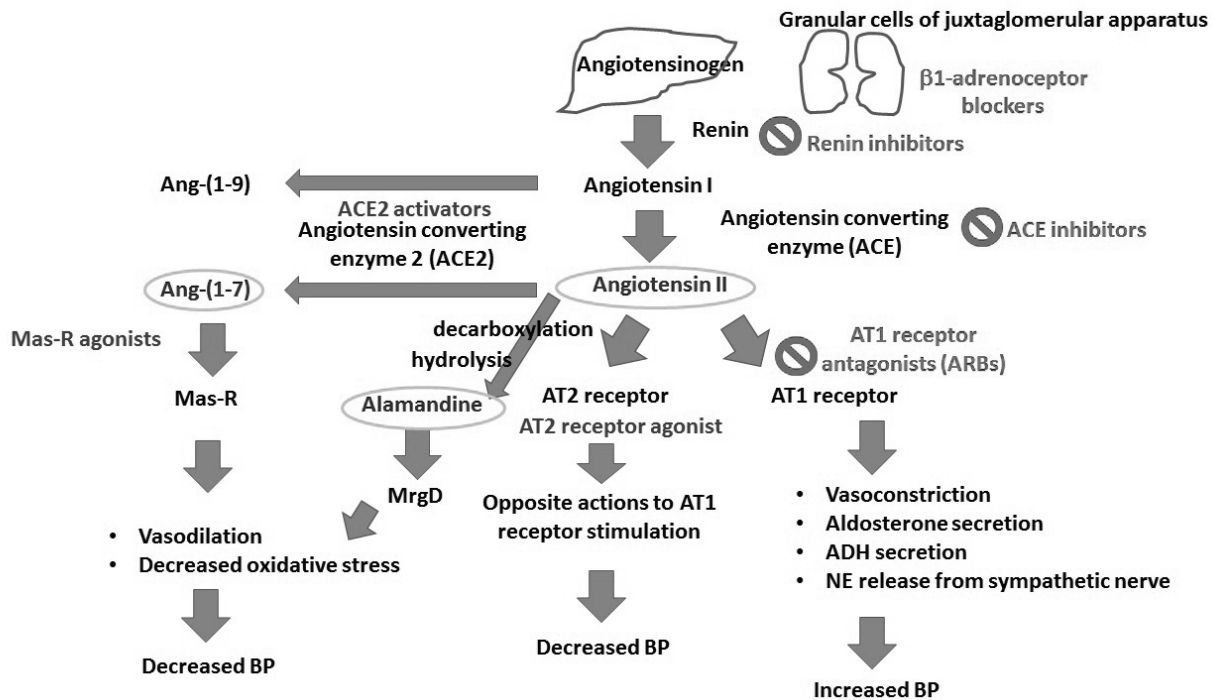 Granular cells of juxtaglomerular apparatus
Angiotensinogen
β1-adrenoceptor
blockers
Renin
Renin inhibitors
Ang-(1-9)
Angiotensin I
ACE2 activators
Angiotensin converting
enzyme 2 (ACE2)
Angiotensin converting
enzyme (ACE)
ACE inhibitors
Ang-(1-7)
Angiotensin II
Mas-R agonists
decarboxylation
hydrolysis
AT1 receptor
antagonists (ARBs)
Mas-R
Alamandine
AT2 receptor
AT2 receptor agonist
AT1 receptor
MrgD
Opposite actions to AT1
receptor stimulation
• Vasoconstriction
• Aldosterone secretion
• ADH secretion
• NE release from sympathetic nerve
• Vasodilation
• Decreased oxidative stress
Decreased BP
Decreased BP
Increased BP